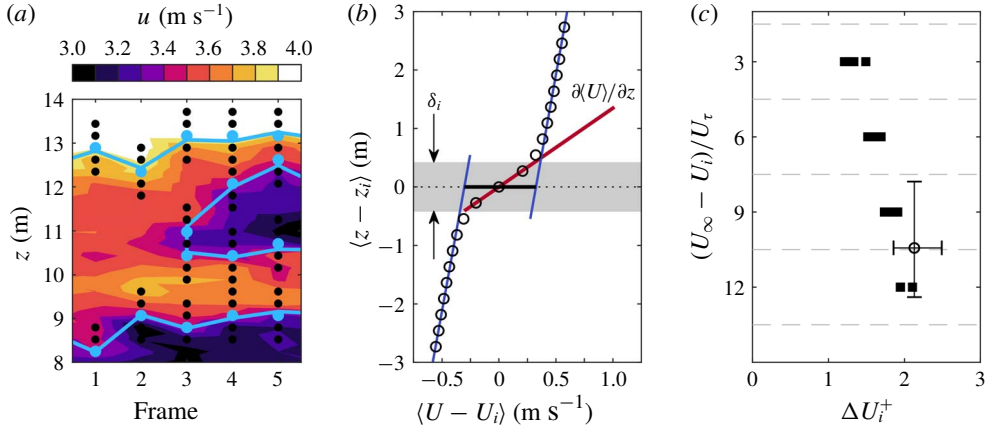 (a)
u (m s⁻¹)
3.0 3.2 3.4 3.6 3.8 4.0
z (m)
14
13
12
11
10
9
8
1 2 3 4 5
Frame
(b)
⟨z − zᵢ⟩ (m)
3
2
1
0
−1
−2
−3
δᵢ
∂⟨U⟩/∂z
−0.5 0 0.5 1.0
⟨U − Uᵢ⟩ (m s⁻¹)
(c)
(U∞ − Uᵢ)/Uτ
3
6
9
12
0 1 2 3
ΔUᵢ⁺